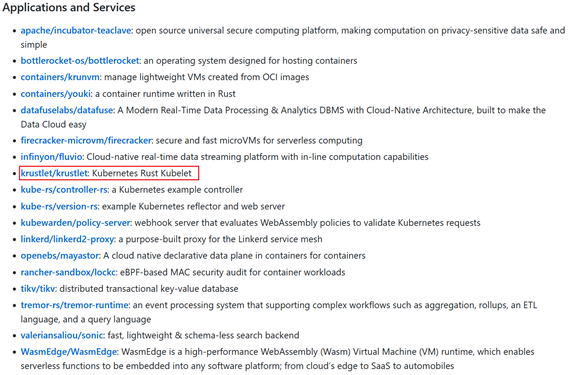 Applications and Services
• apache/incubator-teaclave: open source universal secure computing platform, making computation on privacy-sensitive data safe and
simple
• bottlerocket-os/bottlerocket: an operating system designed for hosting containers
• containers/krunvm: manage lightweight VMs created from OCI images
• containers/youki: a container runtime written in Rust
• datafuselabs/datafuse: A Modern Real-Time Data Processing & Analytics DBMS with Cloud-Native Architecture, built to make the
Data Cloud easy
• firecracker-microvm/firecracker: secure and fast microVMs for serverless computing
• infinyon/fluvio: Cloud-native real-time data streaming platform with in-line computation capabilities
• krustlet/krustlet: Kubernetes Rust Kubelet
• kube-rs/controller-rs: a Kubernetes example controller
• kube-rs/version-rs: example Kubernetes reflector and web server
• kubewarden/policy-server: webhook server that evaluates WebAssembly policies to validate Kubernetes requests
• linkerd/linkerd2-proxy: a purpose-built proxy for the Linkerd service mesh
• openebs/mayastor: A cloud native declarative data plane in containers for containers
• rancher-sandbox/lockc: eBPF-based MAC security audit for container workloads
• tikv/tikv: distributed transactional key-value database
• tremor-rs/tremor-runtime: an event processing system that supporting complex workflows such as aggregation, rollups, an ETL
language, and a query language
• valeriansaliou/sonic: fast, lightweight & schema-less search backend
• WasmEdge/WasmEdge: WasmEdge is a high-performance WebAssembly (Wasm) Virtual Machine (VM) runtime, which enables
serverless functions to be embedded into any software platform; from cloud's edge to SaaS to automobiles